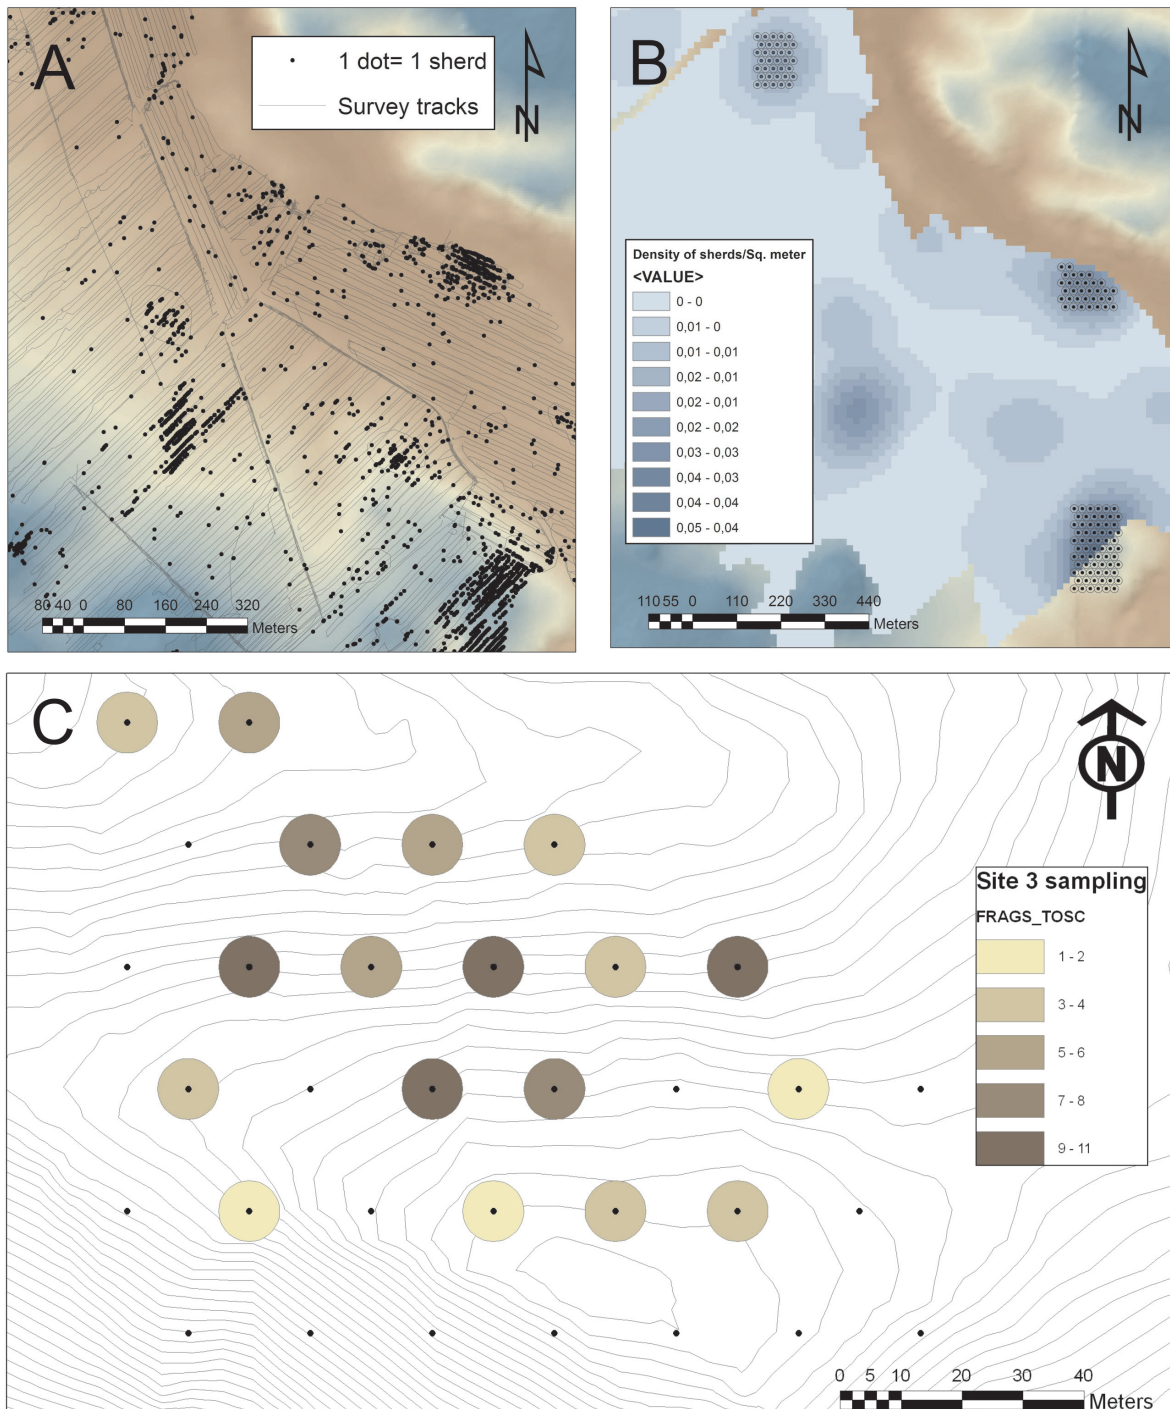 A
1 dot= 1 sherd
Survey tracks
N
80 40 0 80 160 240 320
Meters
B
N
Density of sherds/Sq. meter
<VALUE>
0 - 0
0,01 - 0
0,01 - 0,01
0,02 - 0,01
0,02 - 0,01
0,02 - 0,02
0,03 - 0,03
0,04 - 0,03
0,04 - 0,04
0,05 - 0,04
110 55 0 110 220 330 440
Meters
C
N
Site 3 sampling
FRAGS_TOSC
1 - 2
3 - 4
5 - 6
7 - 8
9 - 11
0 5 10 20 30 40
Meters